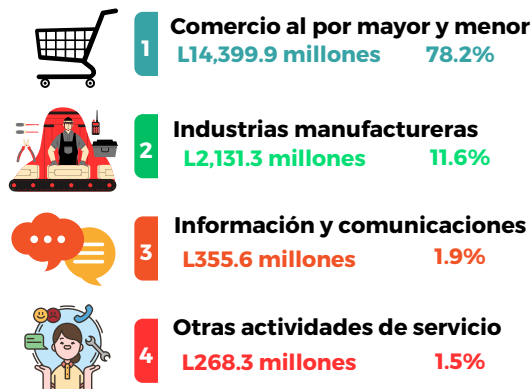 1
Comercio al por mayor y menor
L14,399.9 millones 78.2%
2
Industrias manufactureras
L2,131.3 millones 11.6%
3
Información y comunicaciones
L355.6 millones 1.9%
4
Otras actividades de servicio
L268.3 millones 1.5%